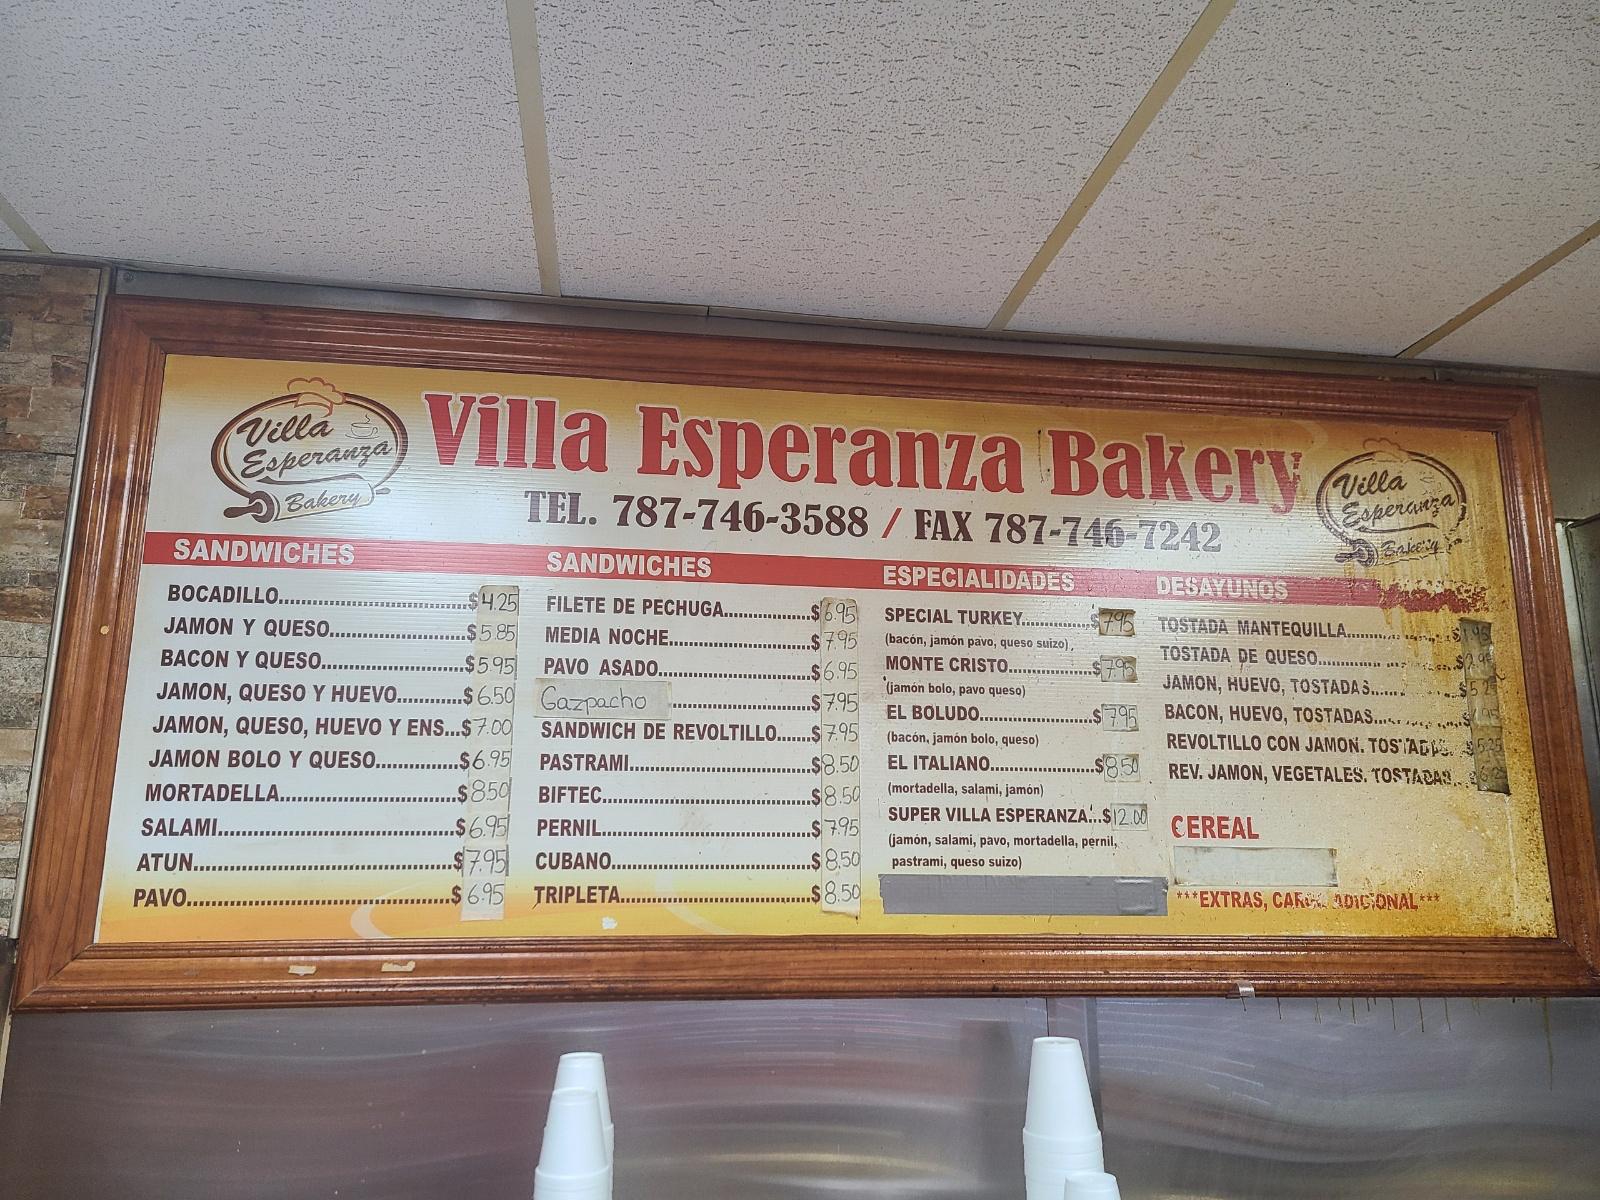 Villa
Esperanza
Bakery
Villa Esperanza Bakery
TEL. 787-746-3588 / FAX 787-746-7242
Villa
Esperanza
Bakery
SANDWICHES
BOCADILLO $4.25
JAMON Y QUESO $5.85
BACON Y QUESO $5.95
JAMON, QUESO Y HUEVO $6.50
JAMON, QUESO, HUEVO Y ENS... $7.00
JAMON BOLO Y QUESO $6.95
MORTADELLA $8.50
SALAMI $6.95
ATUN $7.95
PAVO $6.95
SANDWICHES
FILETE DE PECHUGA $6.95
MEDIA NOCHE $7.95
PAVO ASADO $6.95
Gazpacho $7.95
SANDWICH DE REVOLTILLO $7.95
PASTRAMI $8.50
BIFTEC $8.50
PERNIL $7.95
CUBANO $8.50
TRIPLETA $8.50
ESPECIALIDADES
SPECIAL TURKEY $7.95
(bacón, jamón pavo, queso suizo)
MONTE CRISTO $7.95
(jamón bolo, pavo queso)
EL BOLUDO $7.95
(bacón, jamón bolo, queso)
EL ITALIANO $8.50
(mortadella, salami, jamón)
SUPER VILLA ESPERANZA $12.00
(jamón, salami, pavo, mortadella, pernil,
pastrami, queso suizo)
DESAYUNOS
TOSTADA MANTEQUILLA
TOSTADA DE QUESO
JAMON, HUEVO, TOSTADAS
BACON, HUEVO, TOSTADAS
REVOLTILLO CON JAMON. TOSTADAS
REV. JAMON, VEGETALES. TOSTADAS
CEREAL
***EXTRAS, CARGO ADICIONAL***